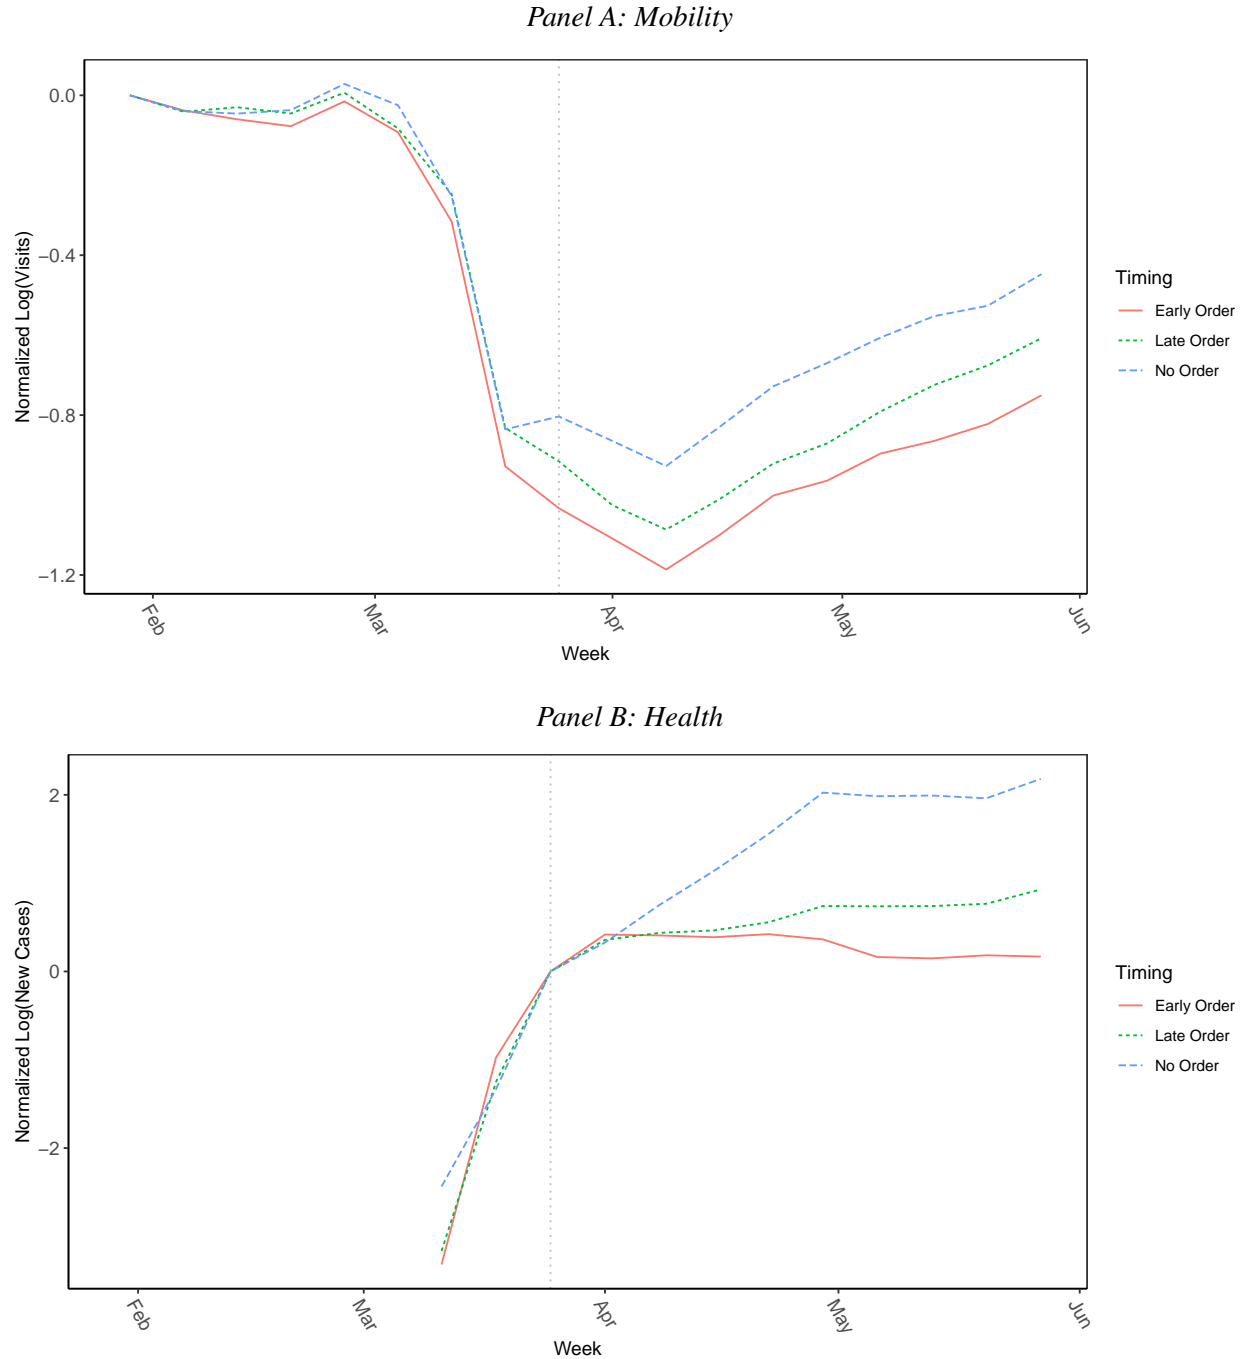 Panel A: Mobility
Normalized Log(Visits)
0.0
−0.4
−0.8
−1.2
Feb
Mar
Apr
May
Jun
Week
Timing
Early Order
Late Order
No Order
Panel B: Health
Normalized Log(New Cases)
2
0
−2
Feb
Mar
Apr
May
Jun
Week
Timing
Early Order
Late Order
No Order